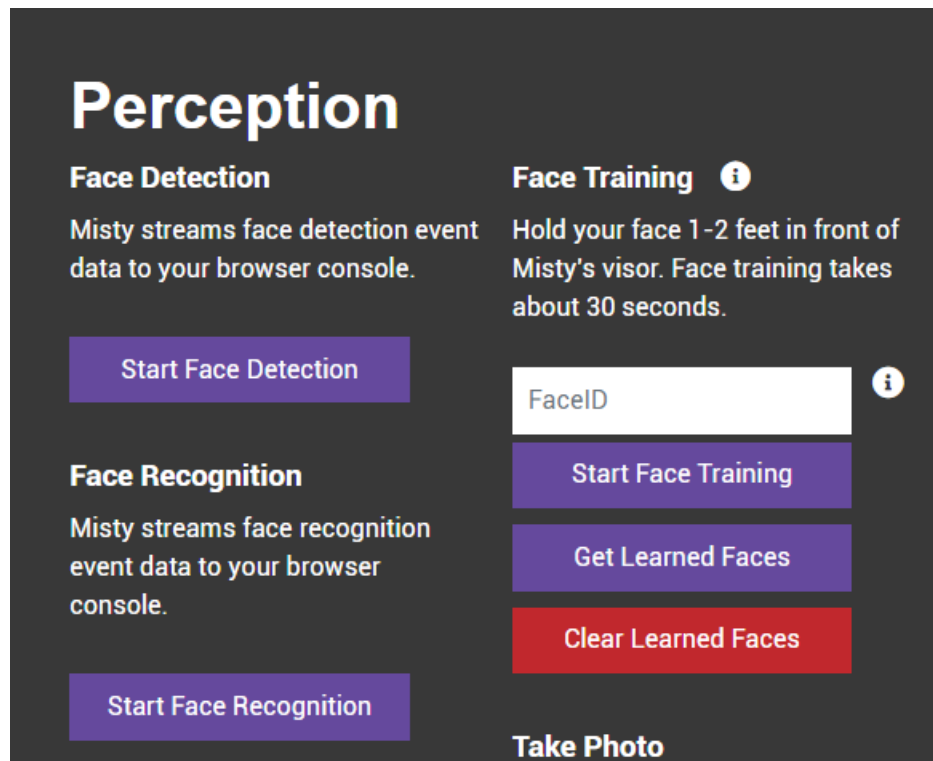 Perception
Face Detection
Misty streams face detection event
data to your browser console.
Start Face Detection
Face Recognition
Misty streams face recognition
event data to your browser
console.
Start Face Recognition
Face Training
Hold your face 1-2 feet in front of
Misty's visor. Face training takes
about 30 seconds.
FaceID
Start Face Training
Get Learned Faces
Clear Learned Faces
Take Photo